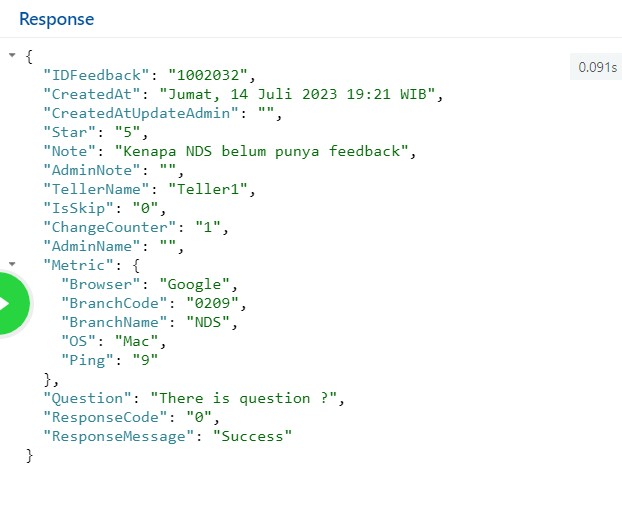 Response
{
0.091s
"IDFeedback": "1002032",
"CreatedAt": "Jumat, 14 Juli 2023 19:21 WIB",
"CreatedAtUpdateAdmin": "",
"Star": "5",
"Note": "Kenapa NDS belum punya feedback",
"AdminNote": "",
"TellerName": "Teller1",
"IsSkip": "0",
"ChangeCounter": "1",
"AdminName": "",
"Metric": {
"Browser": "Google",
"BranchCode": "0209",
"BranchName": "NDS",
"OS": "Mac",
"Ping": "9"
},
"Question": "There is question ?",
"ResponseCode": "0",
"ResponseMessage": "Success"
}